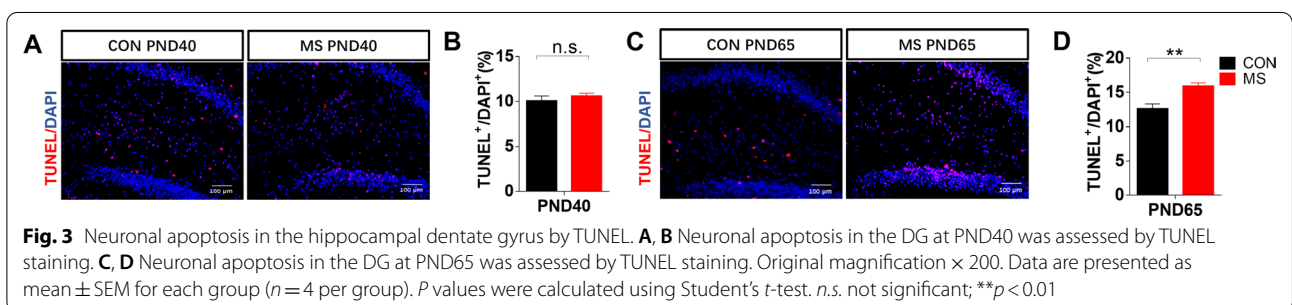 A
CON PND40
MS PND40
TUNEL/DAPI
100 μm
100 μm
B
n.s.
TUNEL⁺/DAPI⁺(%)
15
10
5
0
PND40
C
CON PND65
MS PND65
TUNEL/DAPI
100 μm
100 μm
D
**
TUNEL⁺/DAPI⁺(%)
20
15
10
5
0
PND65
CON
MS
Fig. 3 Neuronal apoptosis in the hippocampal dentate gyrus by TUNEL. A, B Neuronal apoptosis in the DG at PND40 was assessed by TUNEL
staining. C, D Neuronal apoptosis in the DG at PND65 was assessed by TUNEL staining. Original magnification × 200. Data are presented as
mean ± SEM for each group (n = 4 per group). P values were calculated using Student’s t-test. n.s. not significant; **p < 0.01